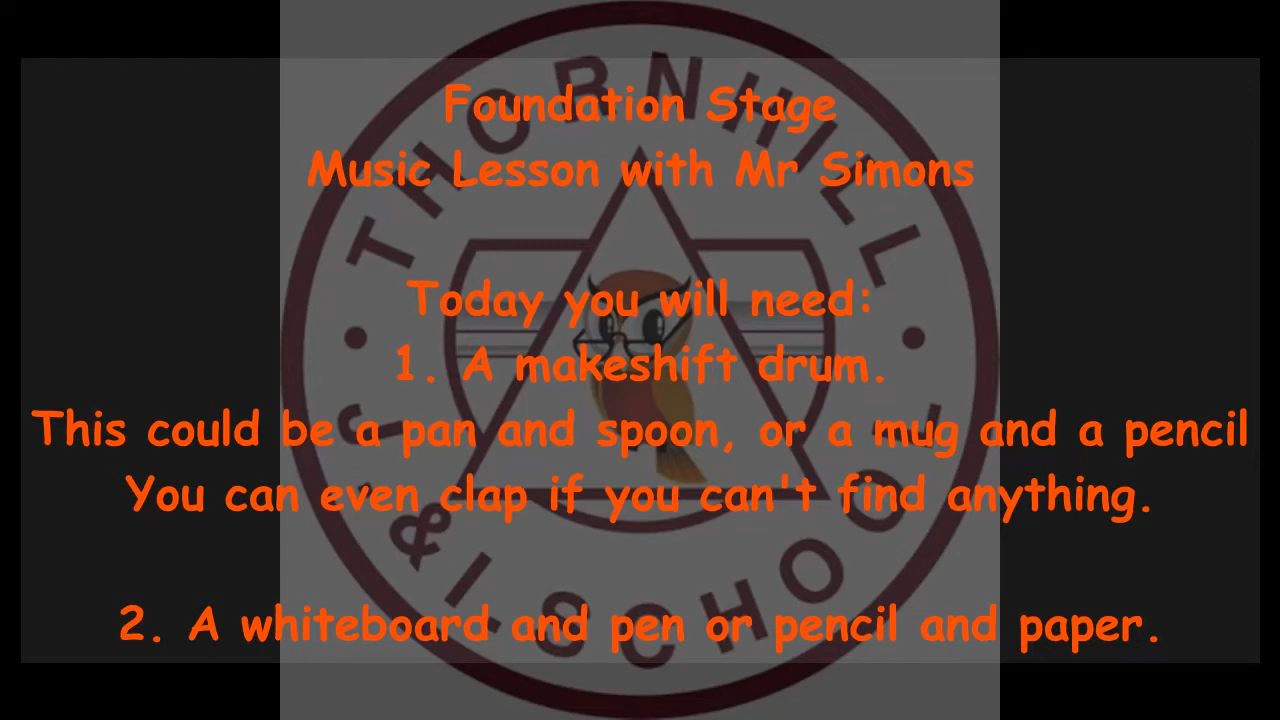 Foundation Stage
Music Lesson with Mr Simons
Today you will need:
1. A makeshift drum.
This could be a pan and spoon, or a mug and a pencil
You can even clap if you can't find anything.
2. A whiteboard and pen or pencil and paper.
THORNHILL
J. & I. SCHOOL